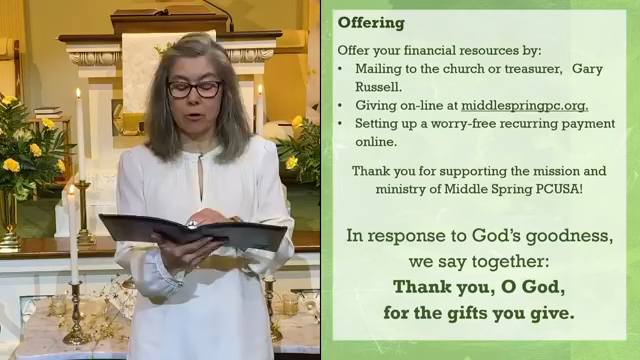 Offering
Offer your financial resources by:
• Mailing to the church or treasurer, Gary
Russell.
• Giving on-line at middlespringpc.org.
• Setting up a worry-free recurring payment
online.
Thank you for supporting the mission and
ministry of Middle Spring PCUSA!
In response to God's goodness,
we say together:
Thank you, O God,
for the gifts you give.